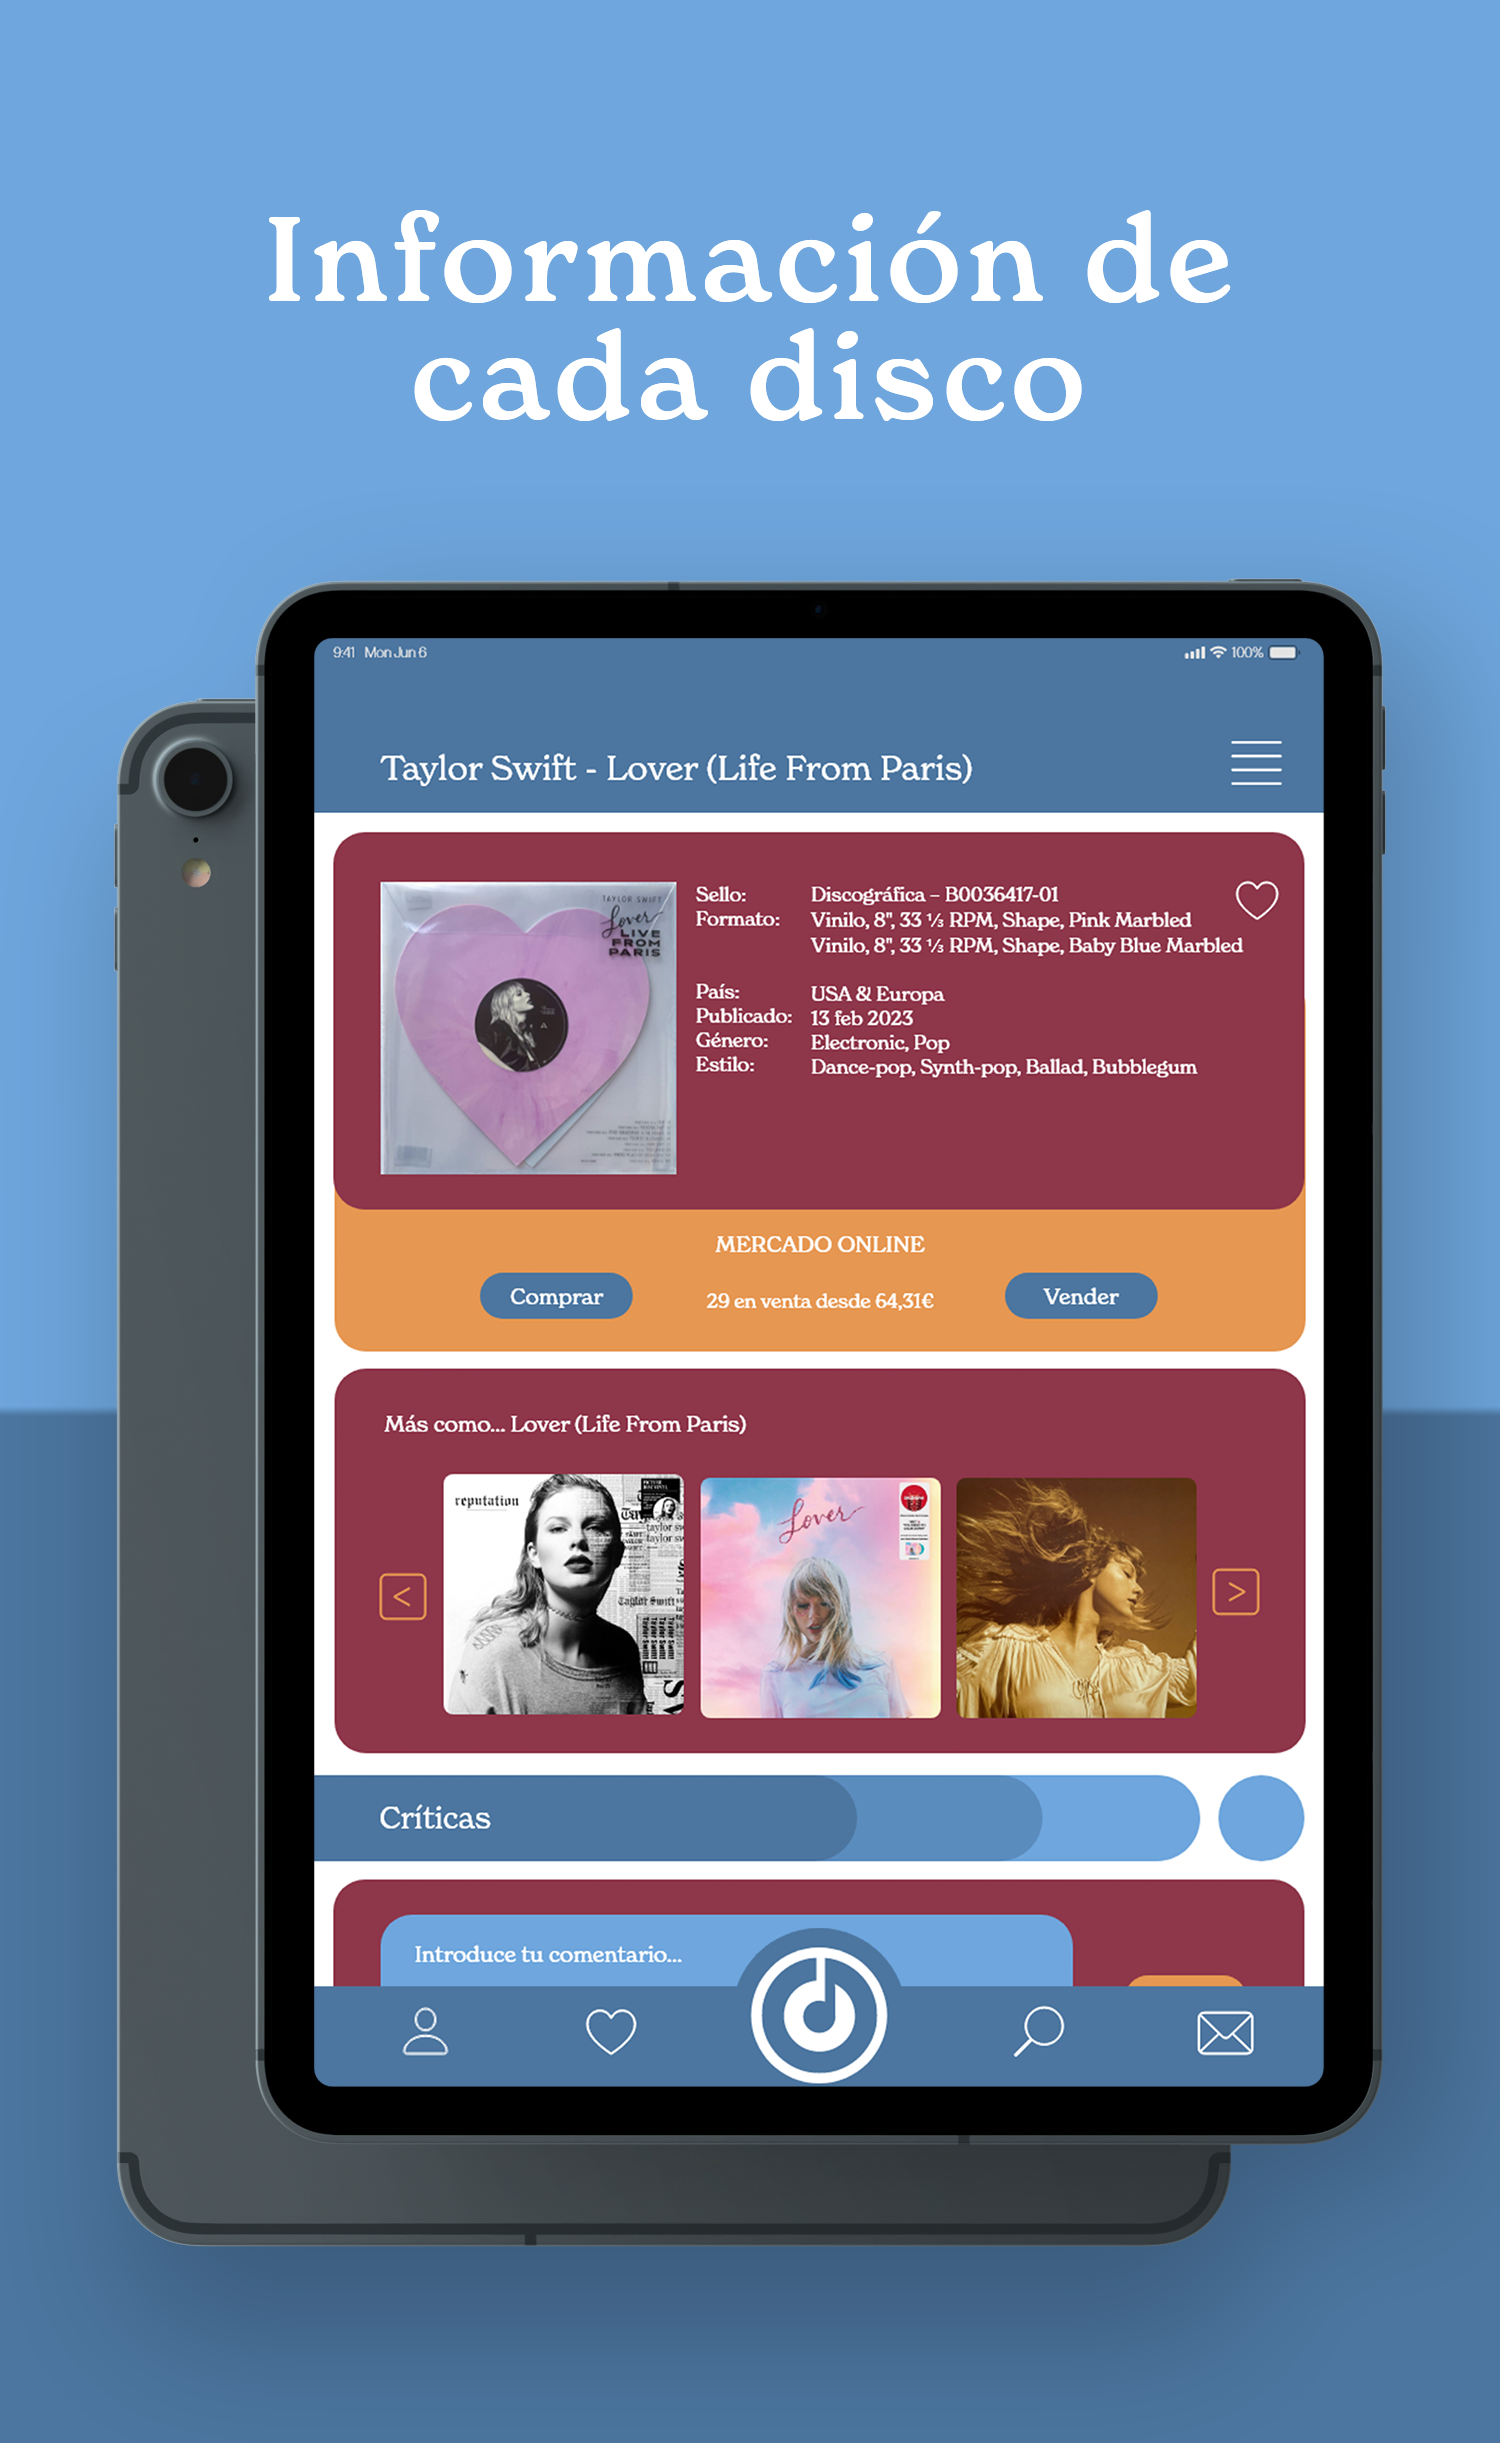 Información de
cada disco
9:41 Mon Jun 6
100%
Taylor Swift - Lover (Life From Paris)
TAYLOR SWIFT
Lover
LIVE
FROM
PARIS
Sello: Discográfica – B0036417-01
Formato: Vinilo, 8", 33 ⅓ RPM, Shape, Pink Marbled
Vinilo, 8", 33 ⅓ RPM, Shape, Baby Blue Marbled
País: USA & Europa
Publicado: 13 feb 2023
Género: Electronic, Pop
Estilo: Dance-pop, Synth-pop, Ballad, Bubblegum
MERCADO ONLINE
Comprar
29 en venta desde 64,31€
Vender
Más como... Lover (Life From Paris)
<
reputation
Taylor Swift
Lover
>
Críticas
Introduce tu comentario...